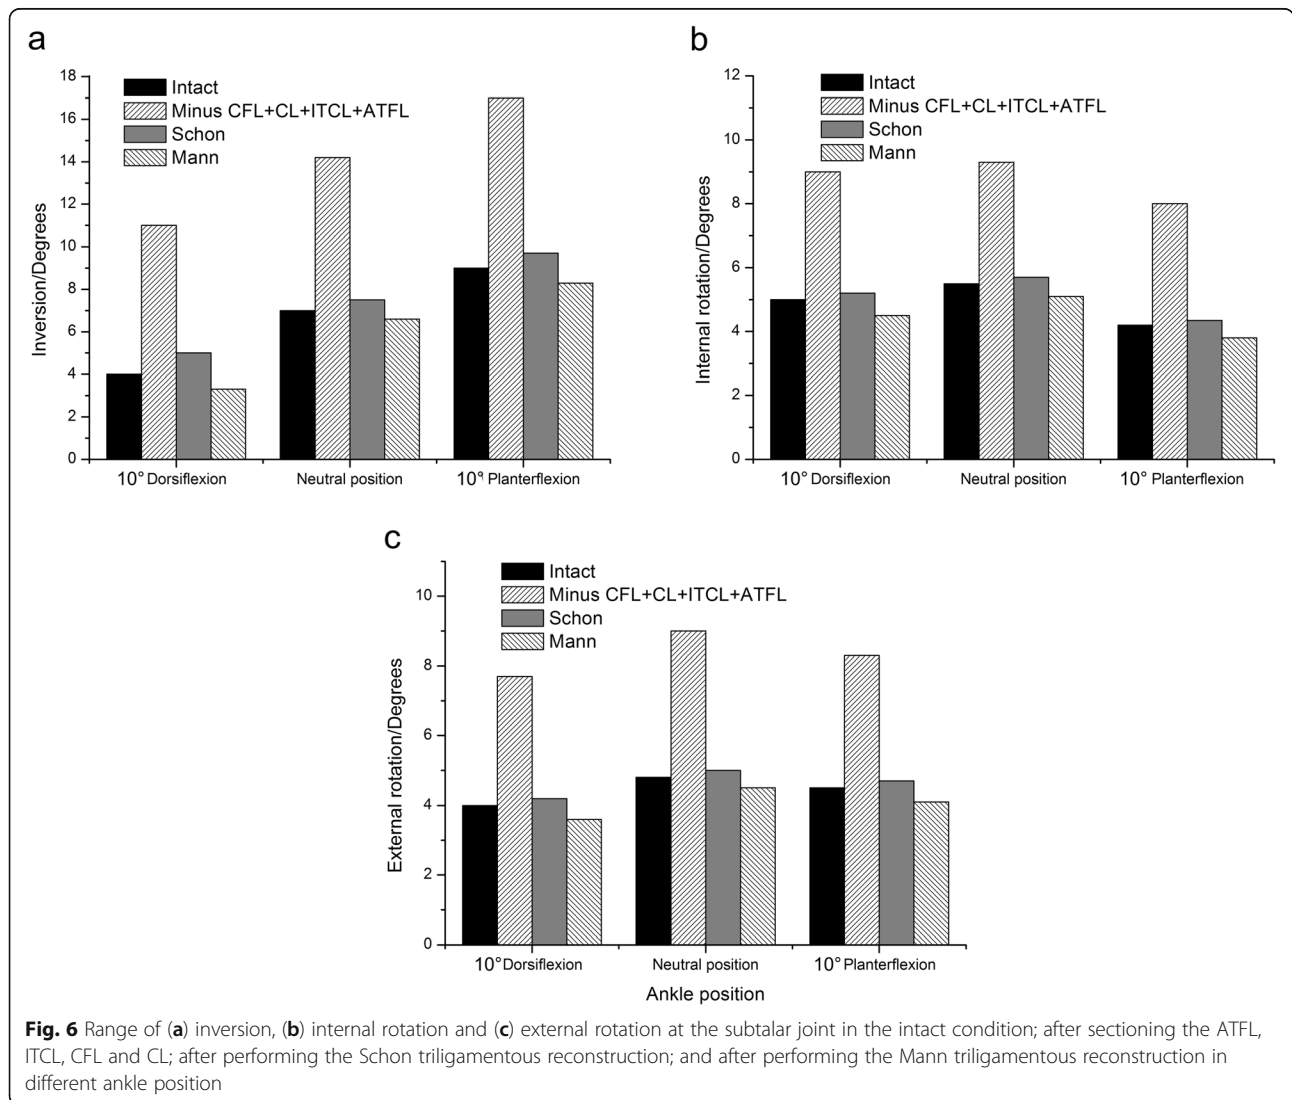 a
18
16
14
12
10
8
6
4
2
0
Inversion/Degrees
Intact
Minus CFL+CL+ITCL+ATFL
Schon
Mann
10° Dorsiflexion
Neutral position
10° Planterflexion
b
12
10
8
6
4
2
0
Internal rotation/Degrees
Intact
Minus CFL+CL+ITCL+ATFL
Schon
Mann
10° Dorsiflexion
Neutral position
10° Planterflexion
c
10
8
6
4
2
0
External rotation/Degrees
Intact
Minus CFL+CL+ITCL+ATFL
Schon
Mann
10° Dorsiflexion
Neutral position
10° Planterflexion
Ankle position
Fig. 6 Range of (a) inversion, (b) internal rotation and (c) external rotation at the subtalar joint in the intact condition; after sectioning the ATFL,
ITCL, CFL and CL; after performing the Schon triligamentous reconstruction; and after performing the Mann triligamentous reconstruction in
different ankle position